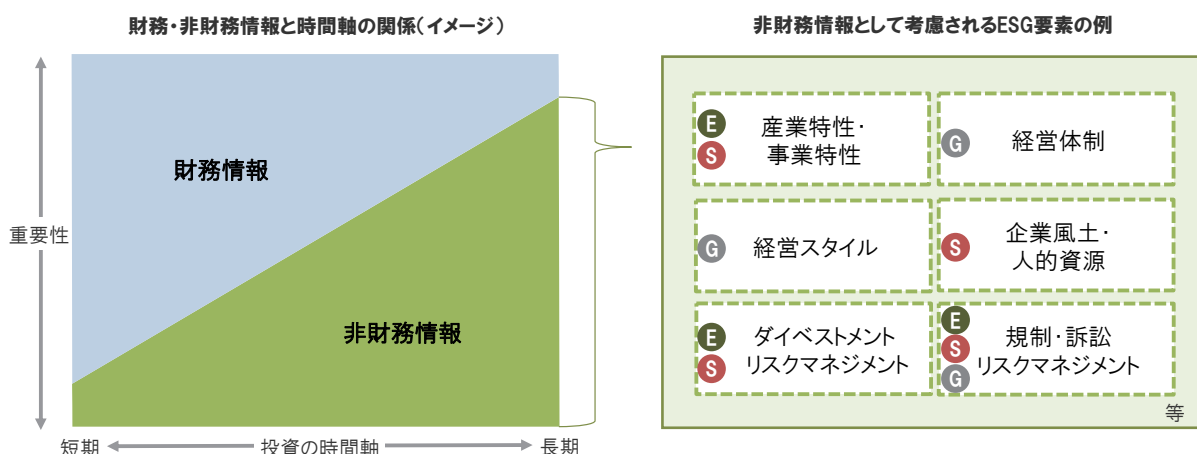 財務・非財務情報と時間軸の関係(イメージ)
重要性
財務情報
非財務情報
短期
投資の時間軸
長期
非財務情報として考慮されるESG要素の例
E
S
産業特性・
事業特性
G
経営体制
G
経営スタイル
S
企業風土・
人的資源
E
S
ダイベストメント
リスクマネジメント
E
S
G
規制・訴訟
リスクマネジメント
等